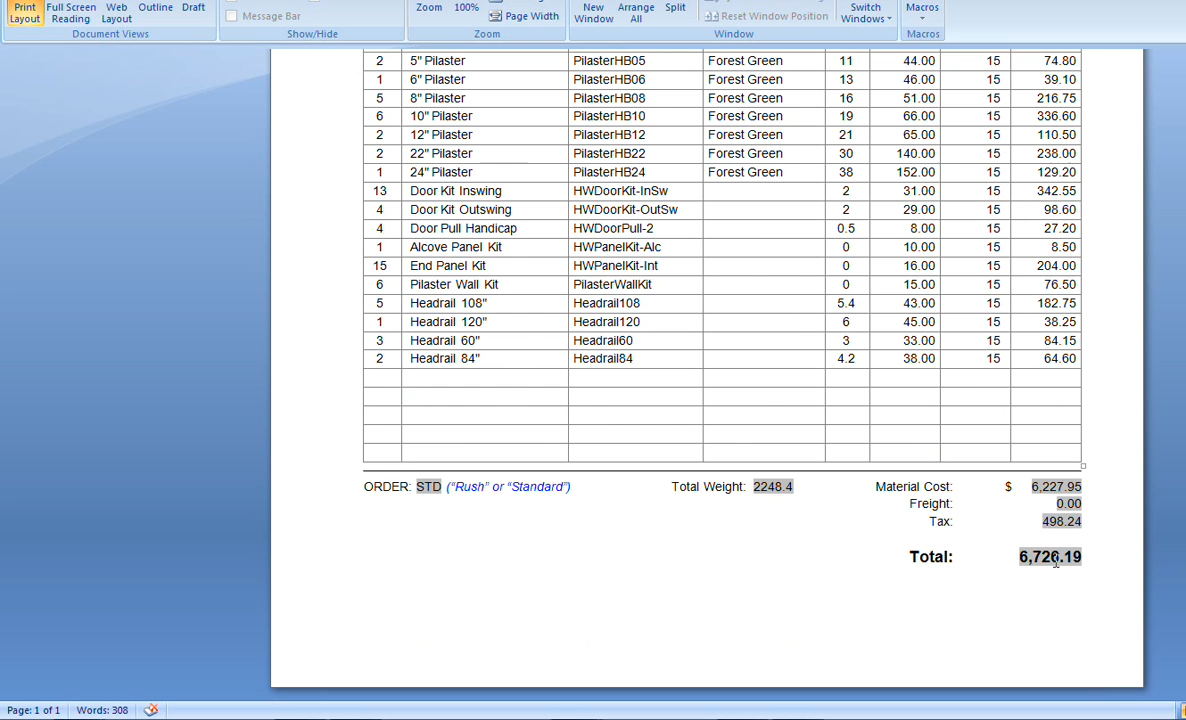 Print Layout Full Screen Reading Web Layout Outline Draft
Document Views
Message Bar
Show/Hide
Zoom 100% Page Width
Zoom
New Window Arrange All Split Reset Window Position Switch Windows
Window
Macros
Macros
2 5" Pilaster PilasterHB05 Forest Green 11 44.00 15 74.80
1 6" Pilaster PilasterHB06 Forest Green 13 46.00 15 39.10
5 8" Pilaster PilasterHB08 Forest Green 16 51.00 15 216.75
6 10" Pilaster PilasterHB10 Forest Green 19 66.00 15 336.60
2 12" Pilaster PilasterHB12 Forest Green 21 65.00 15 110.50
2 22" Pilaster PilasterHB22 Forest Green 30 140.00 15 238.00
1 24" Pilaster PilasterHB24 Forest Green 38 152.00 15 129.20
13 Door Kit Inswing HWDoorKit-InSw 2 31.00 15 342.55
4 Door Kit Outswing HWDoorKit-OutSw 2 29.00 15 98.60
4 Door Pull Handicap HWDoorPull-2 0.5 8.00 15 27.20
1 Alcove Panel Kit HWPanelKit-Alc 0 10.00 15 8.50
15 End Panel Kit HWPanelKit-Int 0 16.00 15 204.00
6 Pilaster Wall Kit PilasterWallKit 0 15.00 15 76.50
5 Headrail 108" Headrail108 5.4 43.00 15 182.75
1 Headrail 120" Headrail120 6 45.00 15 38.25
3 Headrail 60" Headrail60 3 33.00 15 84.15
2 Headrail 84" Headrail84 4.2 38.00 15 64.60
ORDER: STD (“Rush” or “Standard”) Total Weight: 2248.4 Material Cost: $ 6,227.95
Freight: 0.00
Tax: 498.24
Total: 6,726.19
Page: 1 of 1 Words: 308